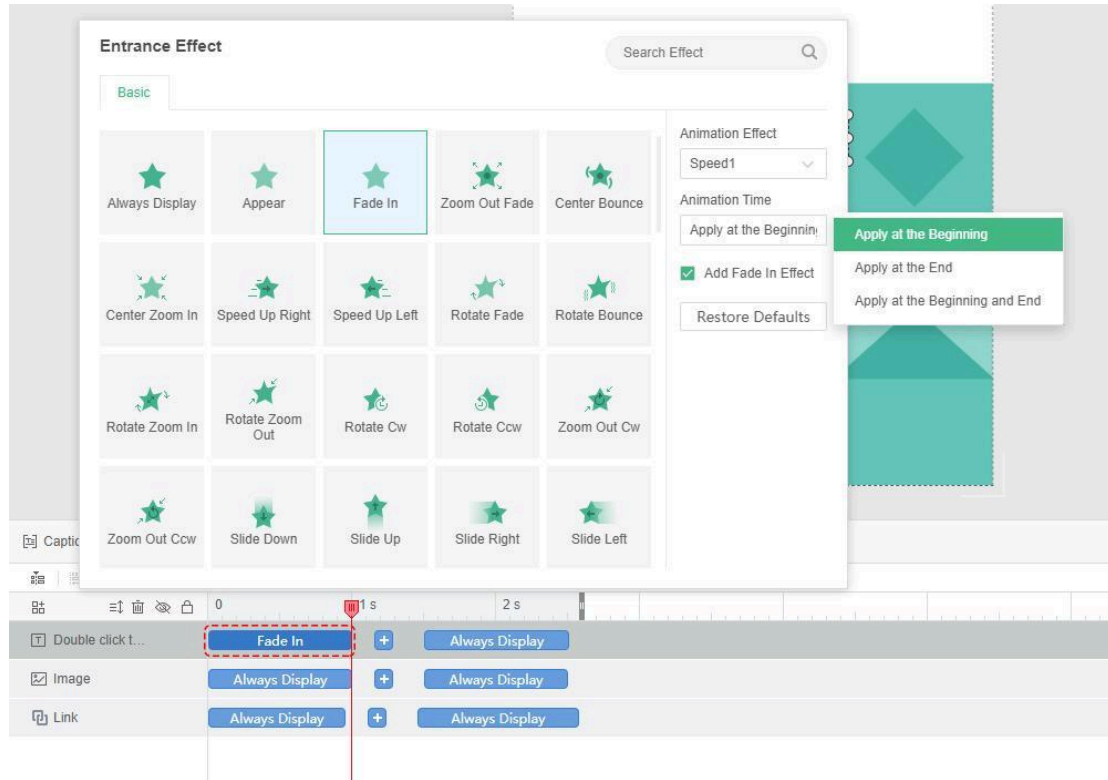 Entrance Effect
Search Effect
Basic
Always Display
Appear
Fade In
Zoom Out Fade
Center Bounce
Center Zoom In
Speed Up Right
Speed Up Left
Rotate Fade
Rotate Bounce
Rotate Zoom In
Rotate Zoom
Out
Rotate Cw
Rotate Ccw
Zoom Out Cw
Zoom Out Ccw
Slide Down
Slide Up
Slide Right
Slide Left
Animation Effect
Speed1
Animation Time
Apply at the Beginning
Add Fade In Effect
Restore Defaults
Apply at the Beginning
Apply at the End
Apply at the Beginning and End
0
1 s
2 s
Double click t...
Fade In
Always Display
Image
Always Display
Always Display
Link
Always Display
Always Display